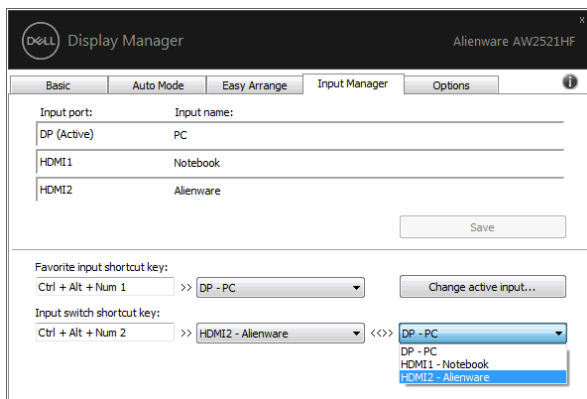 DELL Display Manager
Alienware AW2521HF
x
Basic Auto Mode Easy Arrange Input Manager Options i
Input port: Input name:
DP (Active) PC
HDMI1 Notebook
HDMI2 Alienware
Save
Favorite input shortcut key:
Ctrl + Alt + Num 1 >> DP - PC Change active input...
Input switch shortcut key:
Ctrl + Alt + Num 2 >> HDMI2 - Alienware <<>> DP - PC
DP - PC
HDMI1 - Notebook
HDMI2 - Alienware